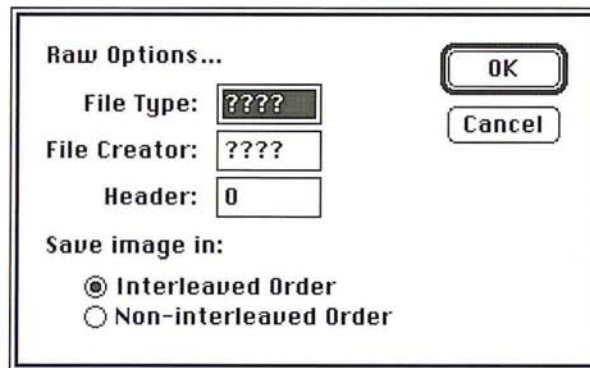 Raw Options...
OK
File Type: ????
Cancel
File Creator: ????
Header: 0
Save image in:
Interleaved Order
Non-interleaved Order